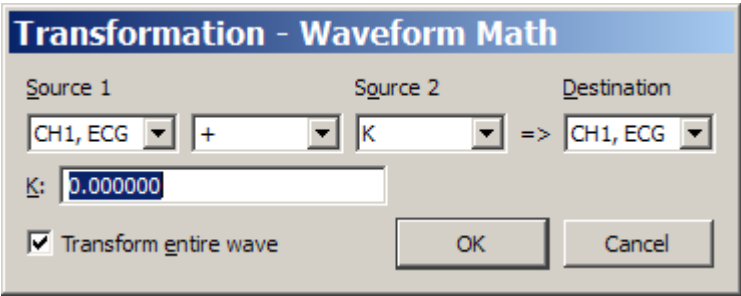 Transformation - Waveform Math
Source 1 Source 2 Destination
CH1, ECG + K => CH1, ECG
K: 0.000000
Transform entire wave OK Cancel